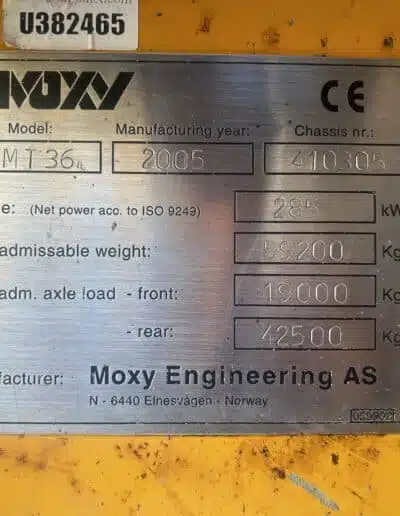 U382465
MOXY CE
Model: Manufacturing year: Chassis nr.:
MT36 2005 410305
e: (Net power acc. to ISO 9249) 285 kW
admissable weight: 59200 Kg
adm. axle load - front: 19000 Kg
- rear: 42500 Kg
facturer: Moxy Engineering AS
N - 6440 Elnesvågen - Norway